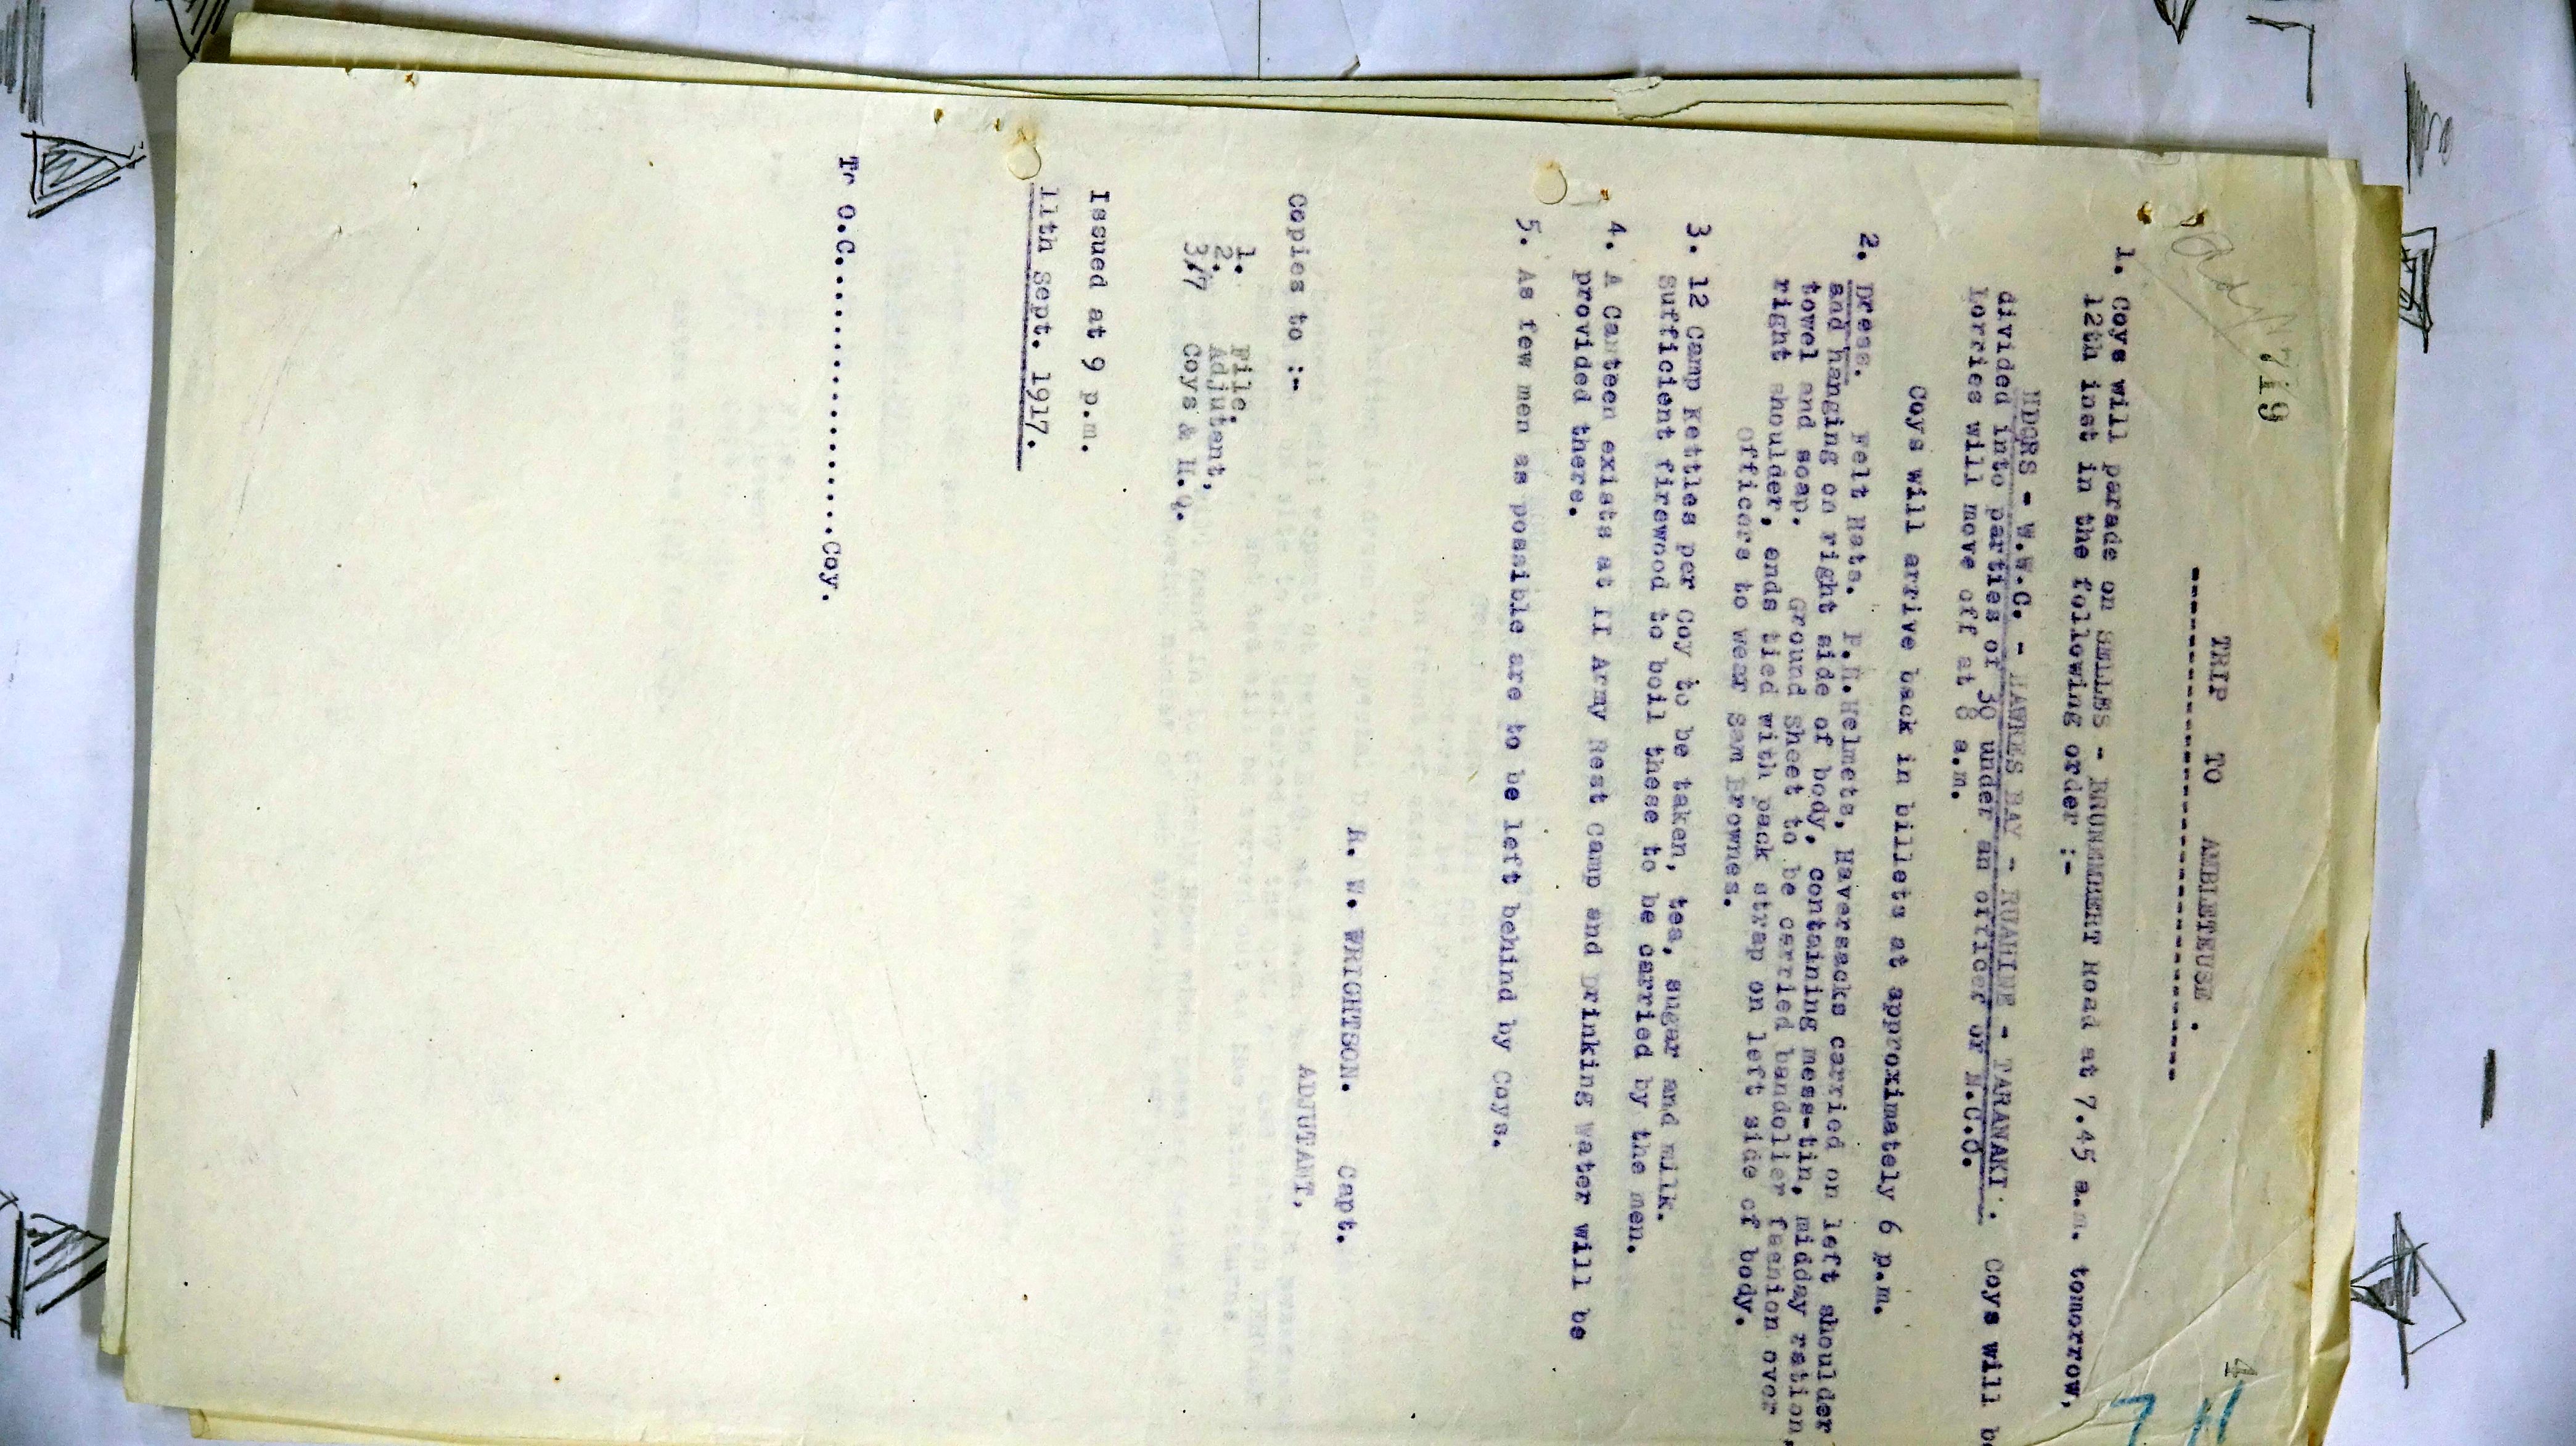 719
4
TRIP TO AMBLETEUSE .
1. Coys will parade on SELLES - BRUNEMBERT Road at 7.45 a.m. tomorrow,
12th inst in the following order :-
HDQRS - W.W.C. - HAWKES BAY - RUAHINE - TARANAKI . Coys will be
divided into parties of 30 under an officer or N.C.O.
Lorries will move off at 8 a.m.
Coys will arrive back in billets at approximately 6 p.m.
2. Dress. Felt Hats. P.H.Helmets, Haversacks carried on left shoulder
and hanging on right side of body, containing mess-tin, midday ration,
towel and soap. Ground Sheet to be carried bandolier fashion over
right shoulder, ends tied with pack strap on left side of body.
Officers to wear Sam Brownes.
3. 12 Camp Kettles per Coy to be taken, tea, sugar and milk.
Sufficient firewood to boil these to be carried by the men.
4. A Canteen exists at II Army Rest Camp and Drinking Water will be
provided there.
5. As few men as possible are to be left behind by Coys.
A. W. WRIGHTSON. Capt.
ADJUTANT.
Copies to :-
1. File.
2. Adjutant,
3/7 Coys & H.Q.
Issued at 9 p.m.
11th Sept. 1917.
To O.C...........................Coy.